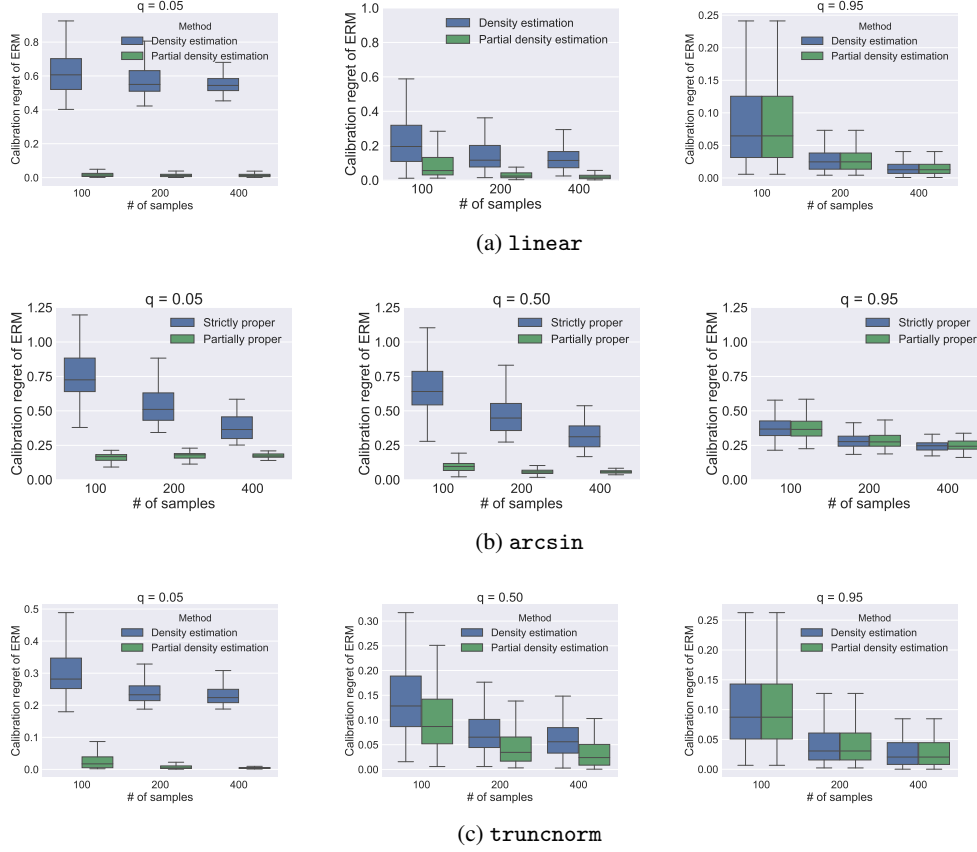 q = 0.05
Method
Density estimation
Partial density estimation
Calibration regret of ERM
0.8
0.6
0.4
0.2
0.0
100 200 400
# of samples
Density estimation
Partial density estimation
Calibration regret of ERM
1.0
0.8
0.6
0.4
0.2
0.0
100 200 400
# of samples
q = 0.95
Method
Density estimation
Partial density estimation
Calibration regret of ERM
0.25
0.20
0.15
0.10
0.05
0.00
100 200 400
# of samples
(a) linear
q = 0.05
Strictly proper
Partially proper
Calibration regret of ERM
1.25
1.00
0.75
0.50
0.25
0.00
100 200 400
# of samples
q = 0.50
Strictly proper
Partially proper
Calibration regret of ERM
1.25
1.00
0.75
0.50
0.25
0.00
100 200 400
# of samples
q = 0.95
Strictly proper
Partially proper
Calibration regret of ERM
1.25
1.00
0.75
0.50
0.25
0.00
100 200 400
# of samples
(b) arcsin
q = 0.05
Method
Density estimation
Partial density estimation
Calibration regret of ERM
0.5
0.4
0.3
0.2
0.1
0.0
100 200 400
# of samples
q = 0.50
Method
Density estimation
Partial density estimation
Calibration regret of ERM
0.30
0.25
0.20
0.15
0.10
0.05
0.00
100 200 400
# of samples
q = 0.95
Method
Density estimation
Partial density estimation
Calibration regret of ERM
0.25
0.20
0.15
0.10
0.05
0.00
100 200 400
# of samples
(c) truncnorm